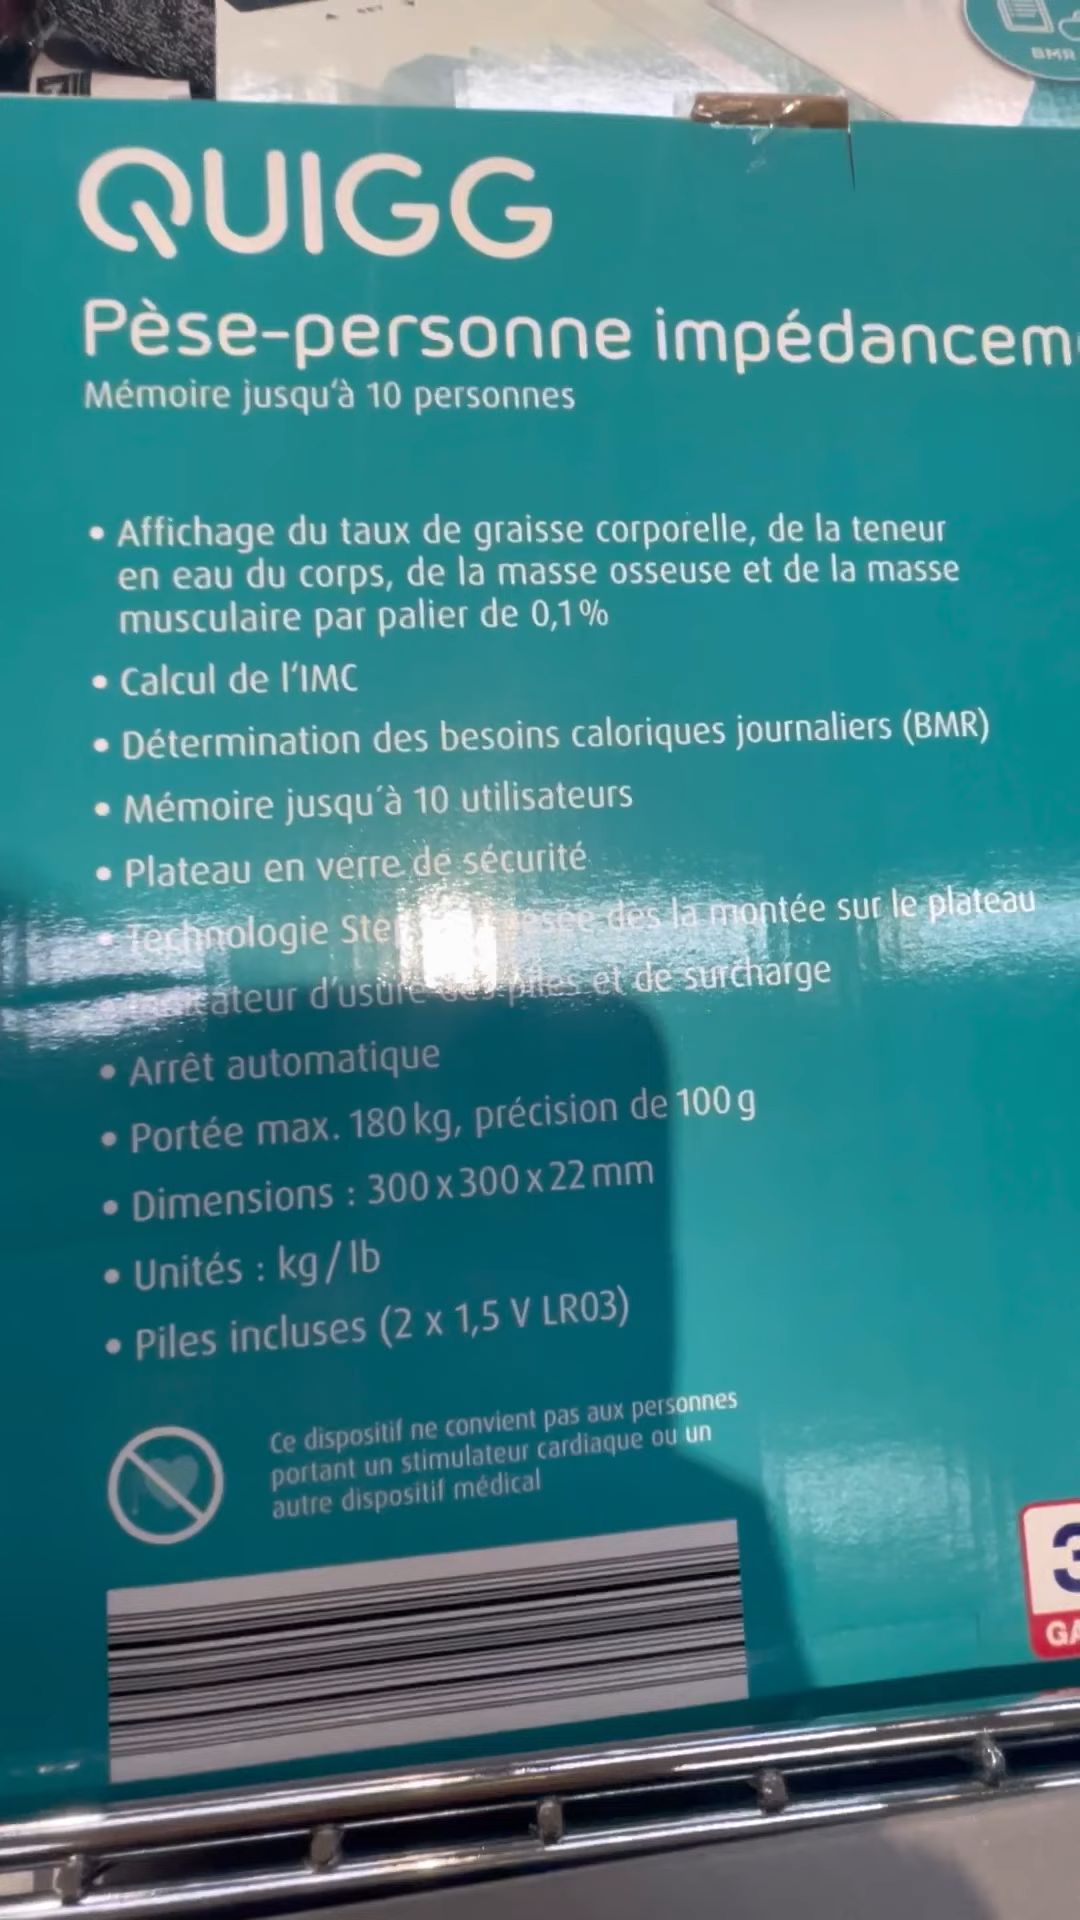 BMR
QUIGG
Pèse-personne impédancem
Mémoire jusqu'à 10 personnes
• Affichage du taux de graisse corporelle, de la teneur
en eau du corps, de la masse osseuse et de la masse
musculaire par palier de 0,1%
• Calcul de l'IMC
• Détermination des besoins caloriques journaliers (BMR)
• Mémoire jusqu'à 10 utilisateurs
• Plateau en verre de sécurité
• Technologie dès la montée sur le plateau
d'usure piles et de surcharge
• Arrêt automatique
• Portée max. 180 kg, précision de 100 g
• Dimensions : 300 x 300 x 22 mm
• Unités : kg / lb
• Piles incluses (2 x 1,5 V LR03)
Ce dispositif ne convient pas aux personnes
portant un stimulateur cardiaque ou un
autre dispositif médical
3
GA